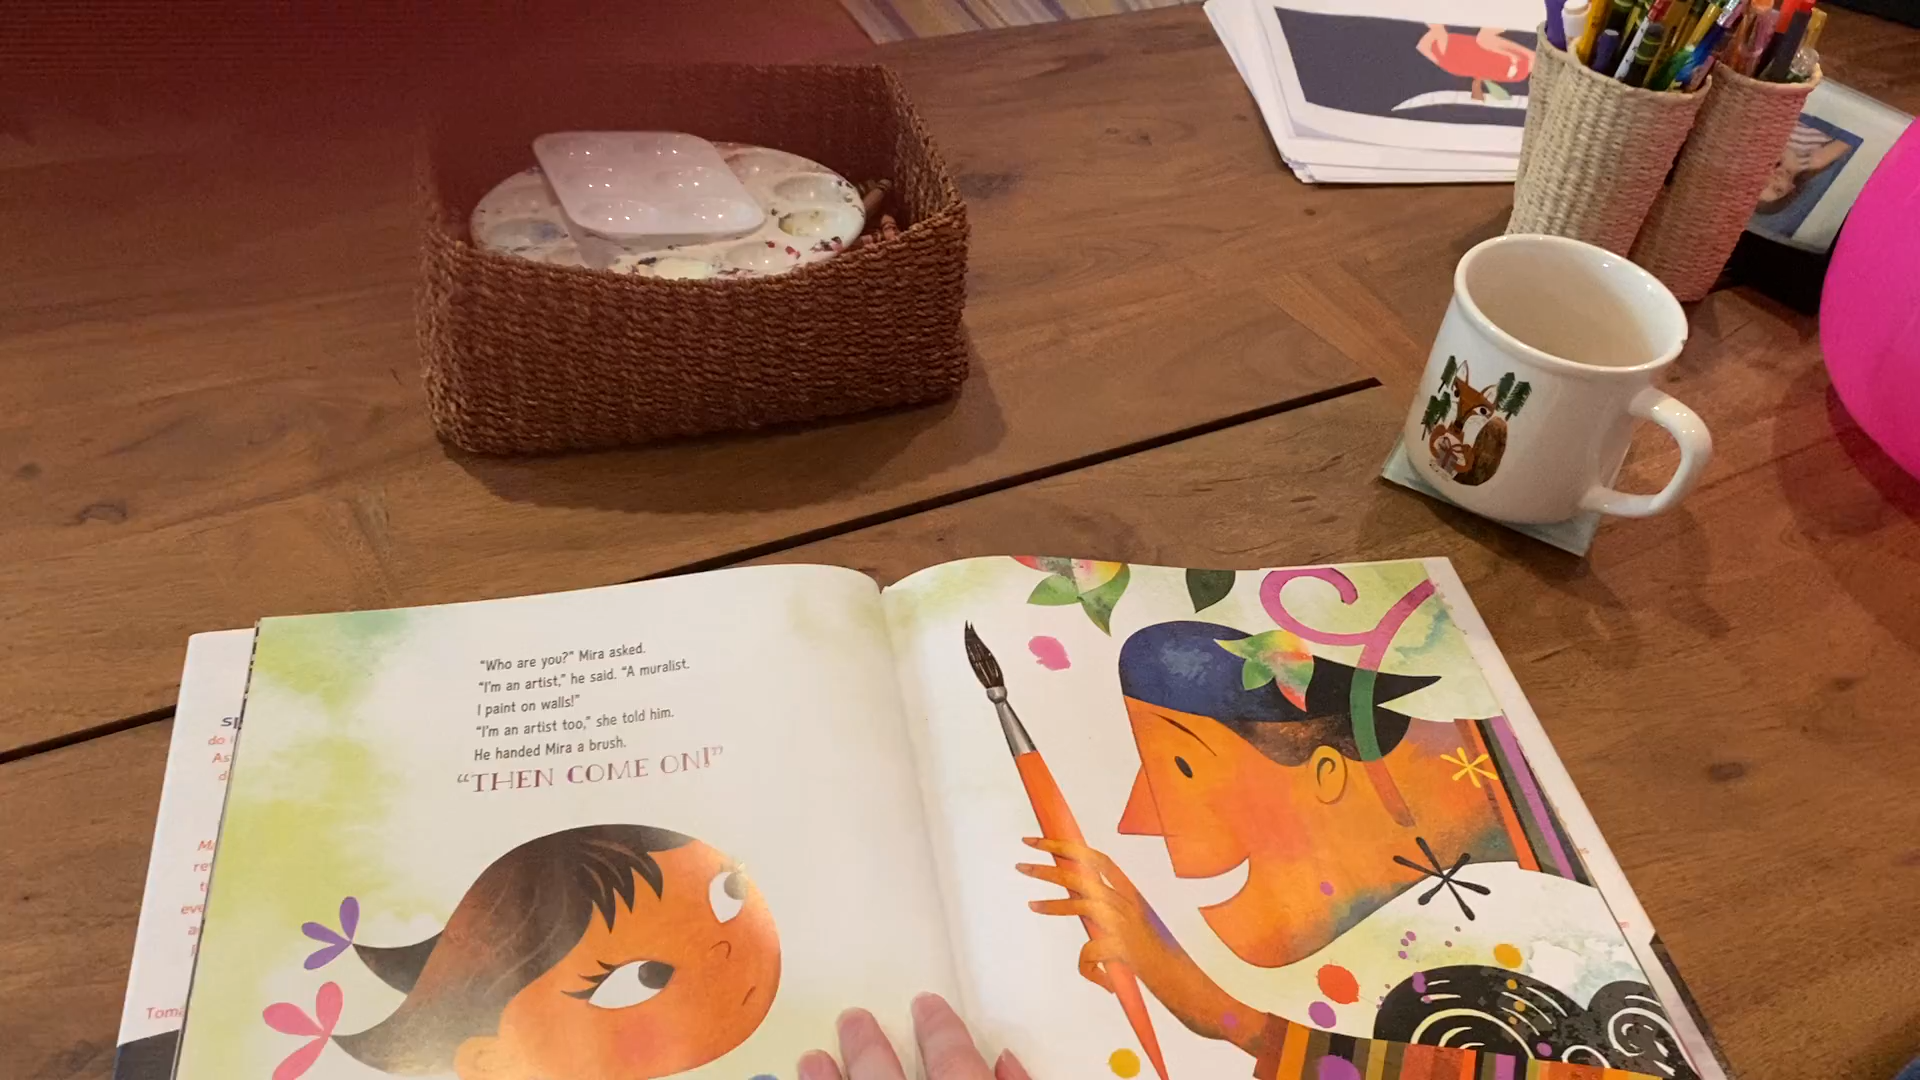 “Who are you?” Mira asked.
“I’m an artist,” he said. “A muralist.
I paint on walls!”
“I’m an artist too,” she told him.
He handed Mira a brush.
“THEN COME ON!”